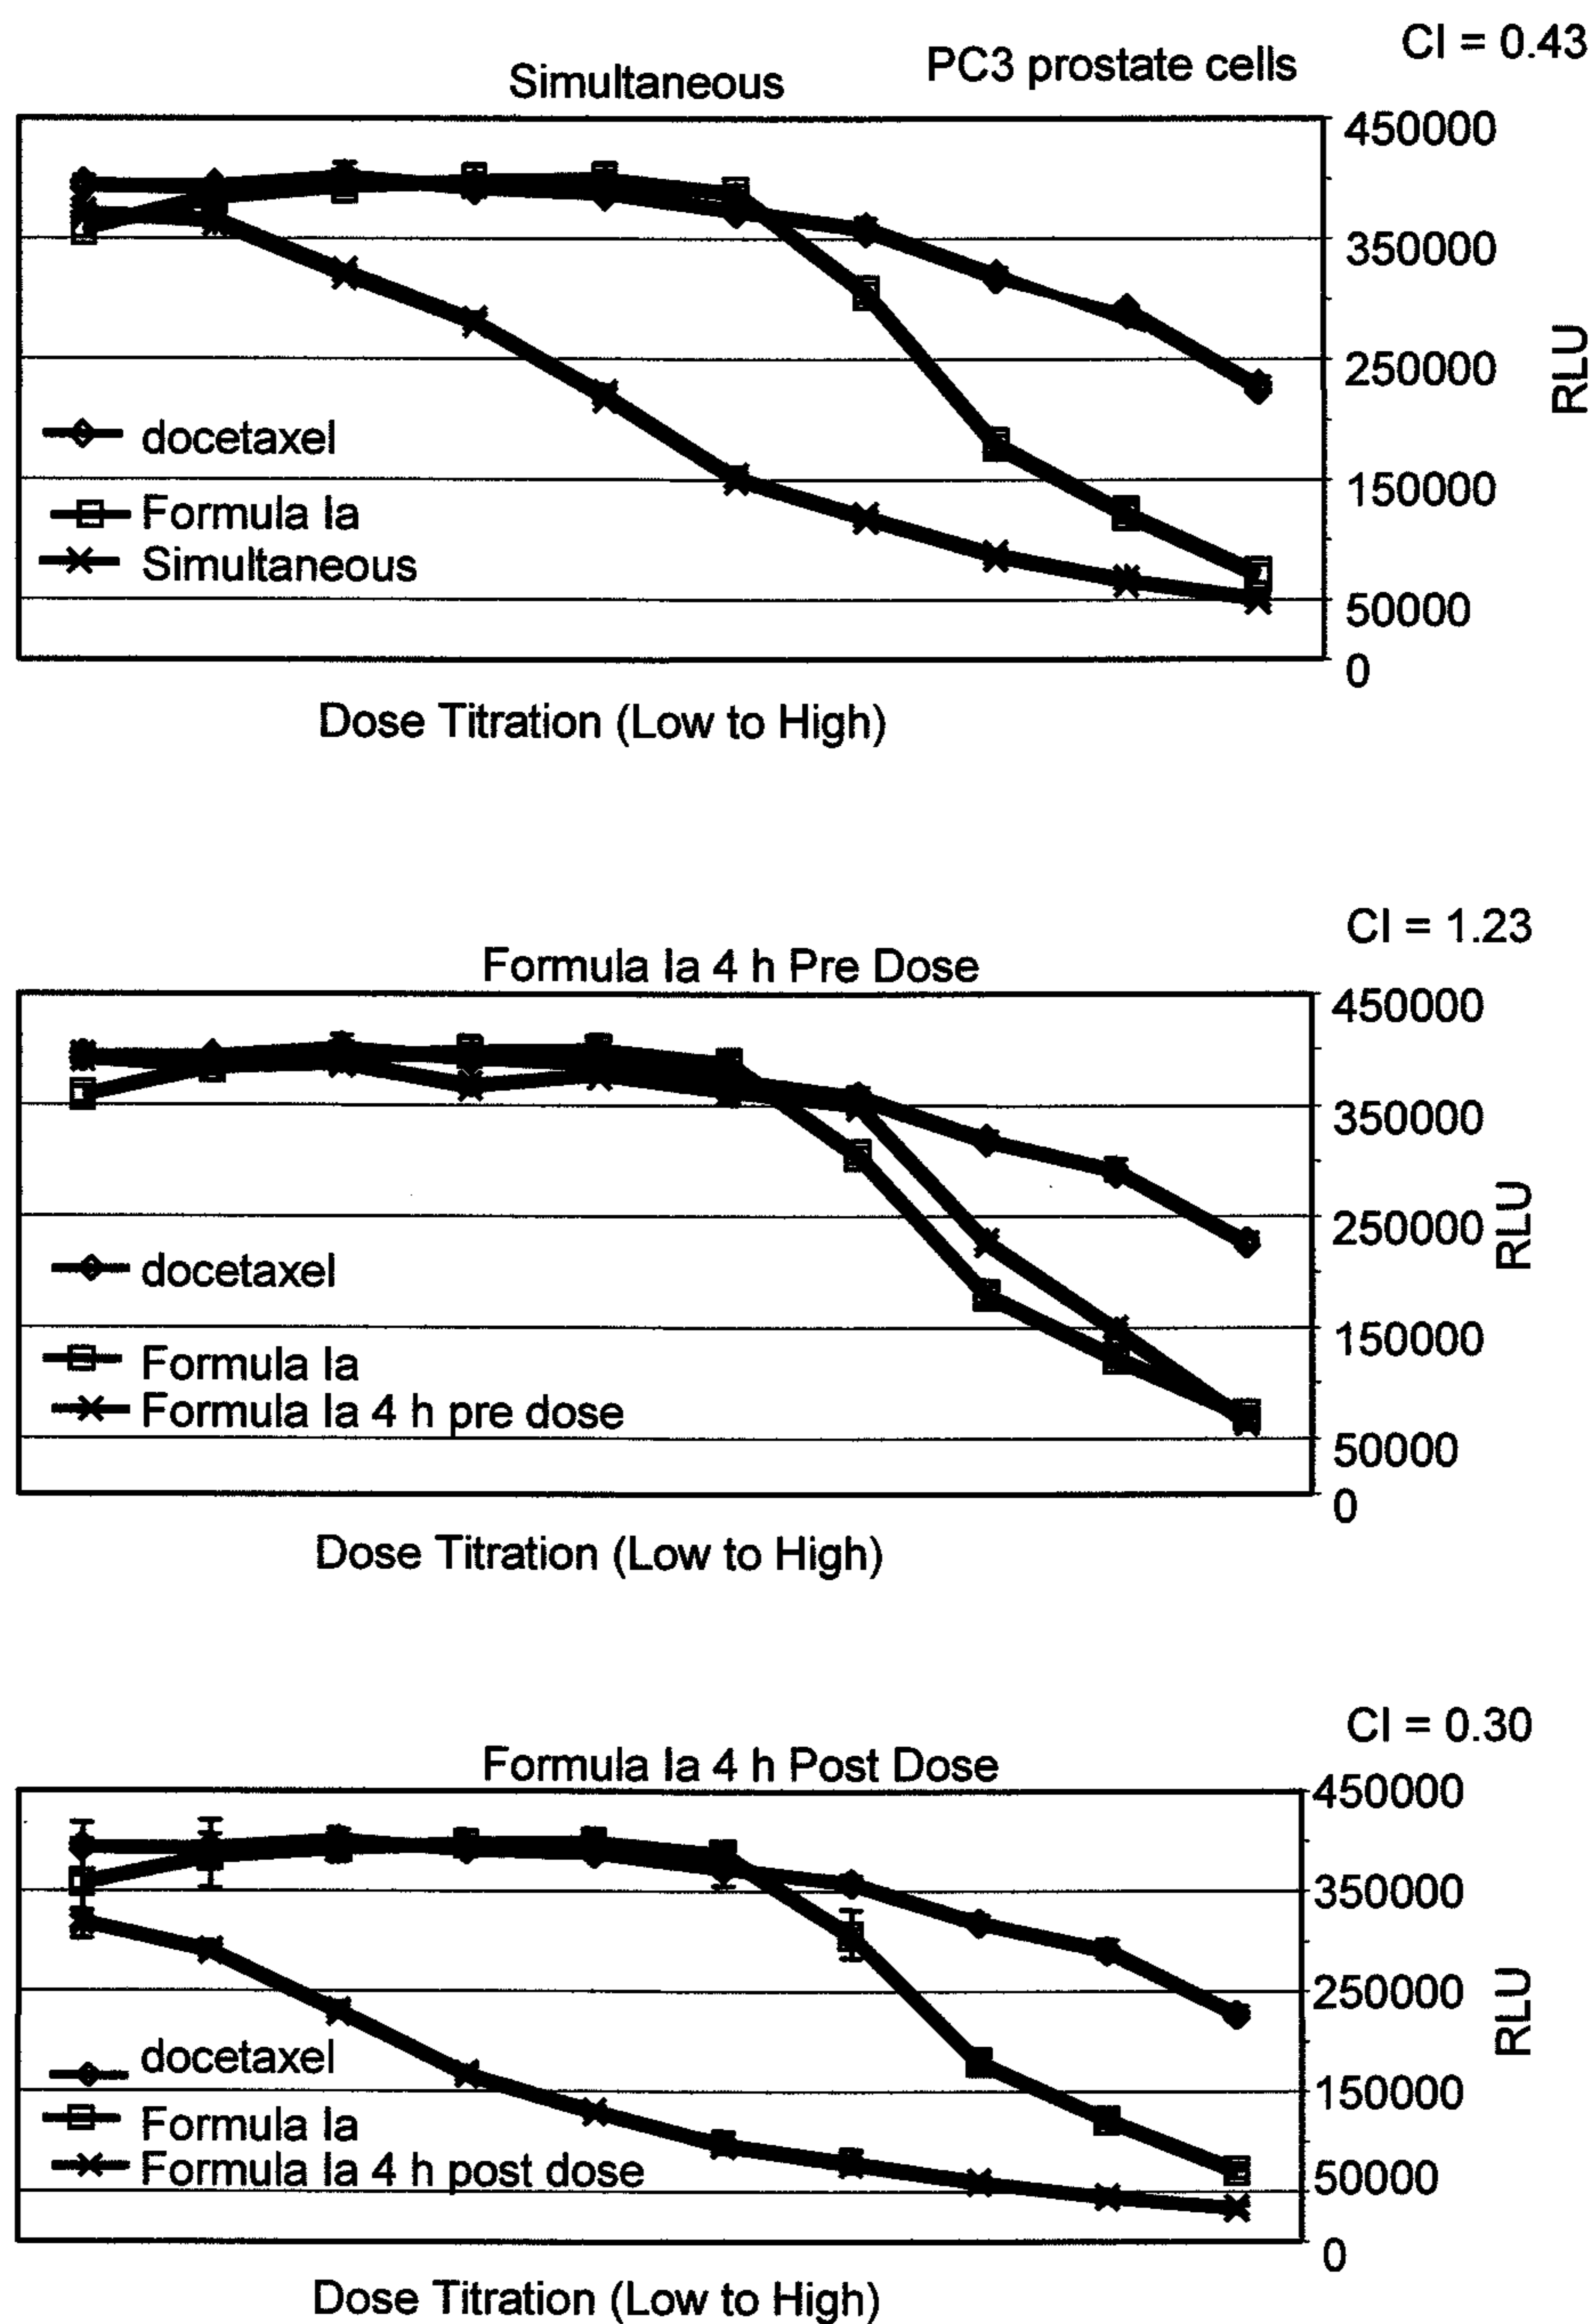 CI = 0.43
Simultaneous
PC3 prostate cells
450000
350000
250000
150000
50000
0
RLU
docetaxel
Formula Ia
Simultaneous
Dose Titration (Low to High)
CI = 1.23
Formula Ia 4 h Pre Dose
450000
350000
250000
150000
50000
0
RLU
docetaxel
Formula Ia
Formula Ia 4 h pre dose
Dose Titration (Low to High)
CI = 0.30
Formula Ia 4 h Post Dose
450000
350000
250000
150000
50000
0
RLU
docetaxel
Formula Ia
Formula Ia 4 h post dose
Dose Titration (Low to High)